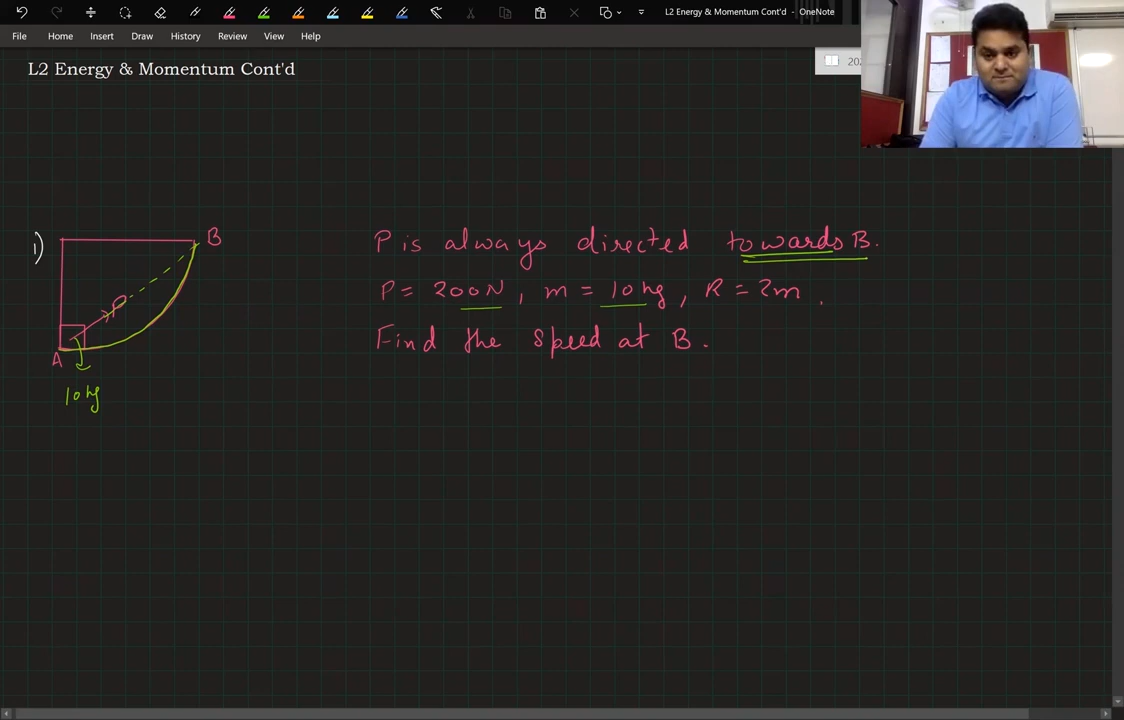 L2 Energy & Momentum Cont'd - OneNote
File Home Insert Draw History Review View Help
L2 Energy & Momentum Cont'd
202
1)
B
P
A
10kg
P is always directed towards B.
P = 200N, m = 10kg, R = 2m.
Find the speed at B.